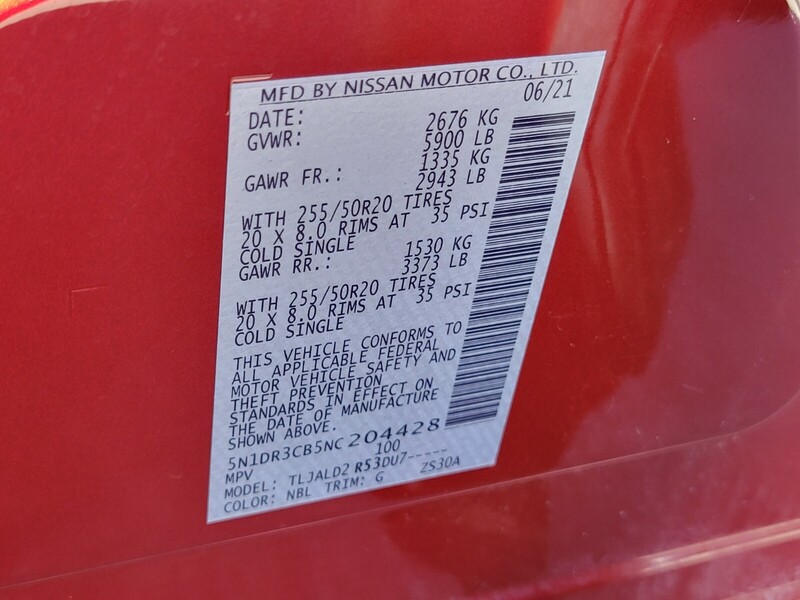 MFD BY NISSAN MOTOR CO., LTD.
DATE: 06/21
GVWR: 2676 KG
5900 LB
GAWR FR.: 1335 KG
2943 LB
WITH 255/50R20 TIRES
20 X 8.0 RIMS AT 35 PSI
COLD SINGLE
GAWR RR.: 1530 KG
3373 LB
WITH 255/50R20 TIRES
20 X 8.0 RIMS AT 35 PSI
COLD SINGLE
THIS VEHICLE CONFORMS TO
ALL APPLICABLE FEDERAL
MOTOR VEHICLE SAFETY AND
THEFT PREVENTION
STANDARDS IN EFFECT ON
THE DATE OF MANUFACTURE
SHOWN ABOVE.
5N1DR3CB5NC204428
MPV 100
MODEL: TLJALD2 R53DU7-----
COLOR: NBL TRIM: G ZS30A